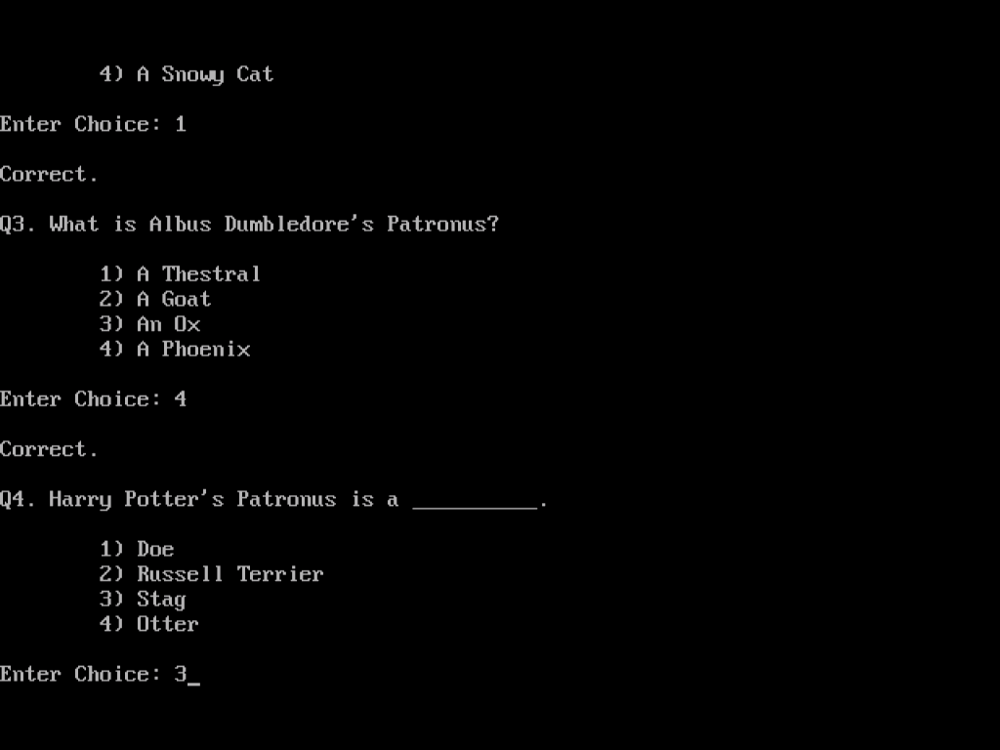 4) A Snowy Cat
Enter Choice: 1
Correct.
Q3. What is Albus Dumbledore's Patronus?
1) A Thestral
2) A Goat
3) An Ox
4) A Phoenix
Enter Choice: 4
Correct.
Q4. Harry Potter's Patronus is a __________.
1) Doe
2) Russell Terrier
3) Stag
4) Otter
Enter Choice: 3_